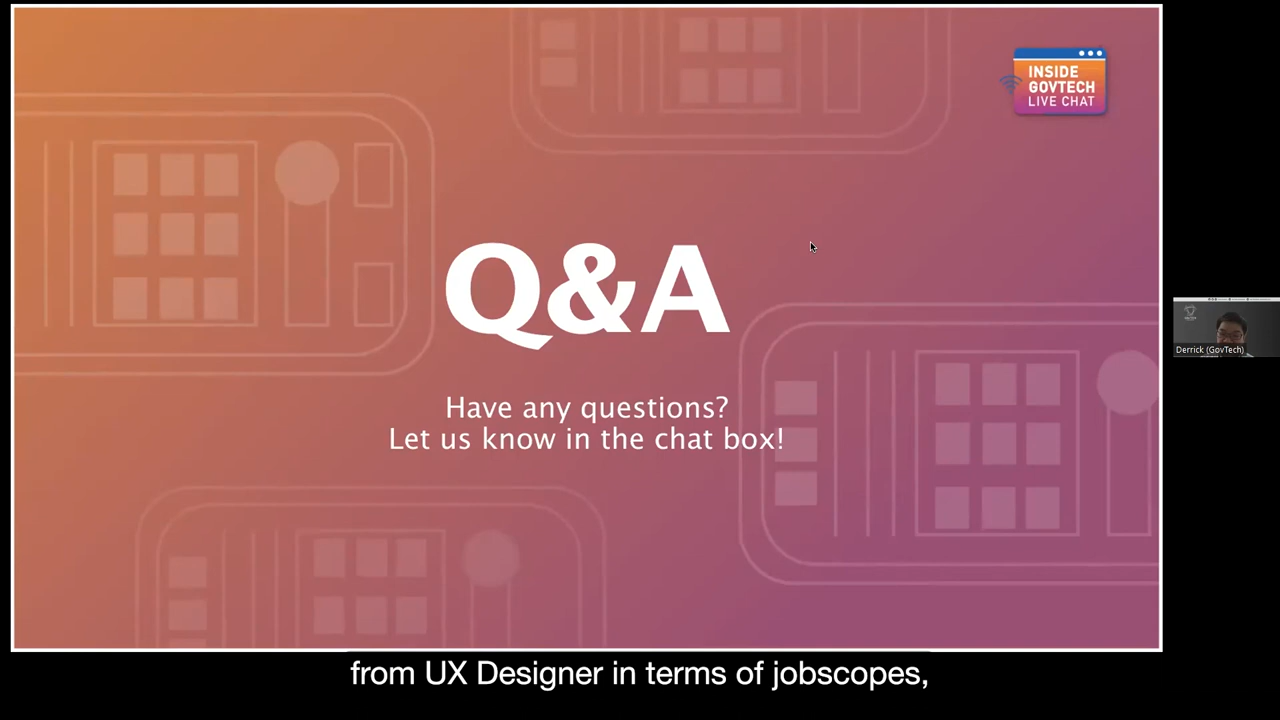 INSIDE
GOVTECH
LIVE CHAT
Q&A
Have any questions?
Let us know in the chat box!
Derrick (GovTech)
from UX Designer in terms of jobscopes,